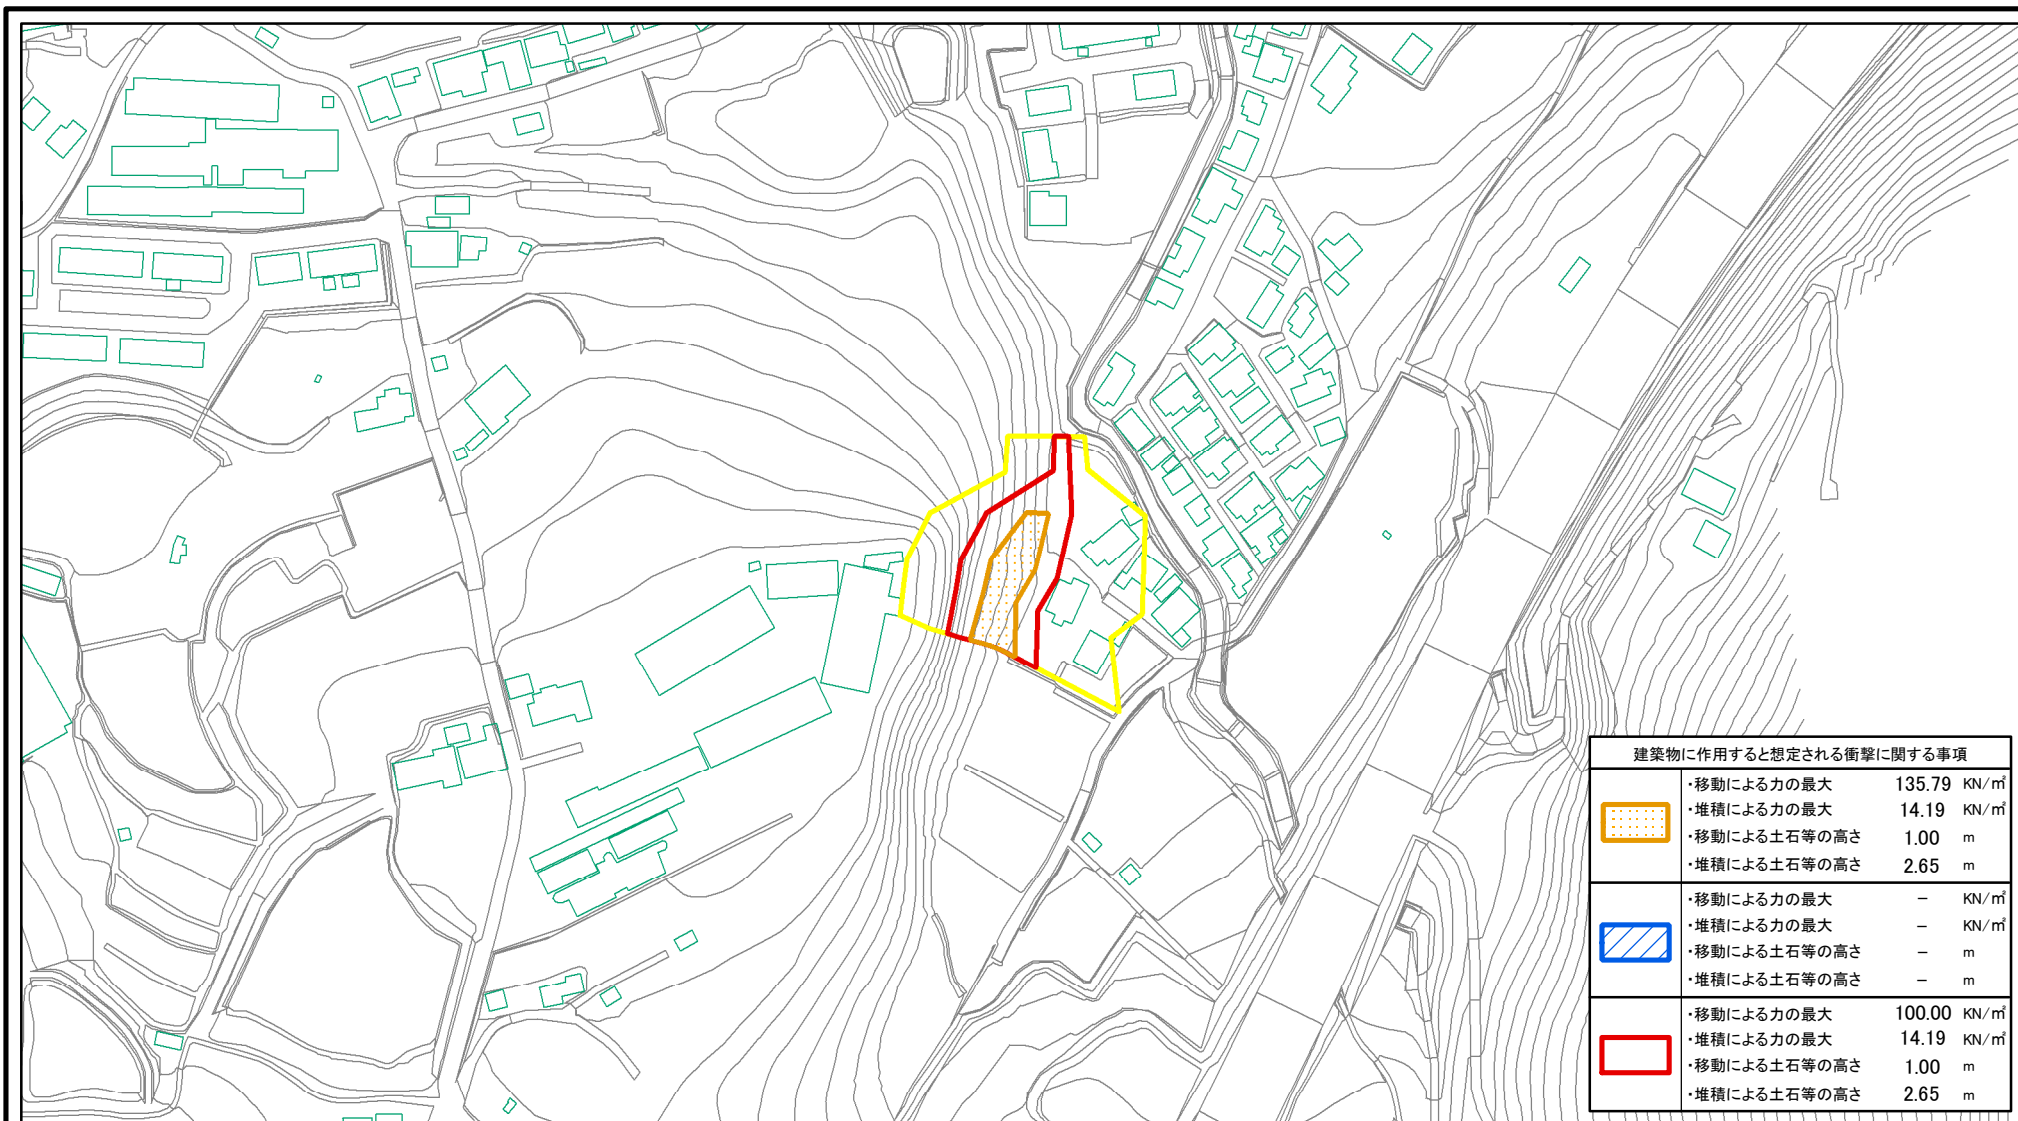 建築物に作用すると想定される衝撃に関する事項
・移動による力の最大 135.79 KN/㎡
・堆積による力の最大 14.19 KN/㎡
・移動による土石等の高さ 1.00 m
・堆積による土石等の高さ 2.65 m
・移動による力の最大 － KN/㎡
・堆積による力の最大 － KN/㎡
・移動による土石等の高さ － m
・堆積による土石等の高さ － m
・移動による力の最大 100.00 KN/㎡
・堆積による力の最大 14.19 KN/㎡
・移動による土石等の高さ 1.00 m
・堆積による土石等の高さ 2.65 m